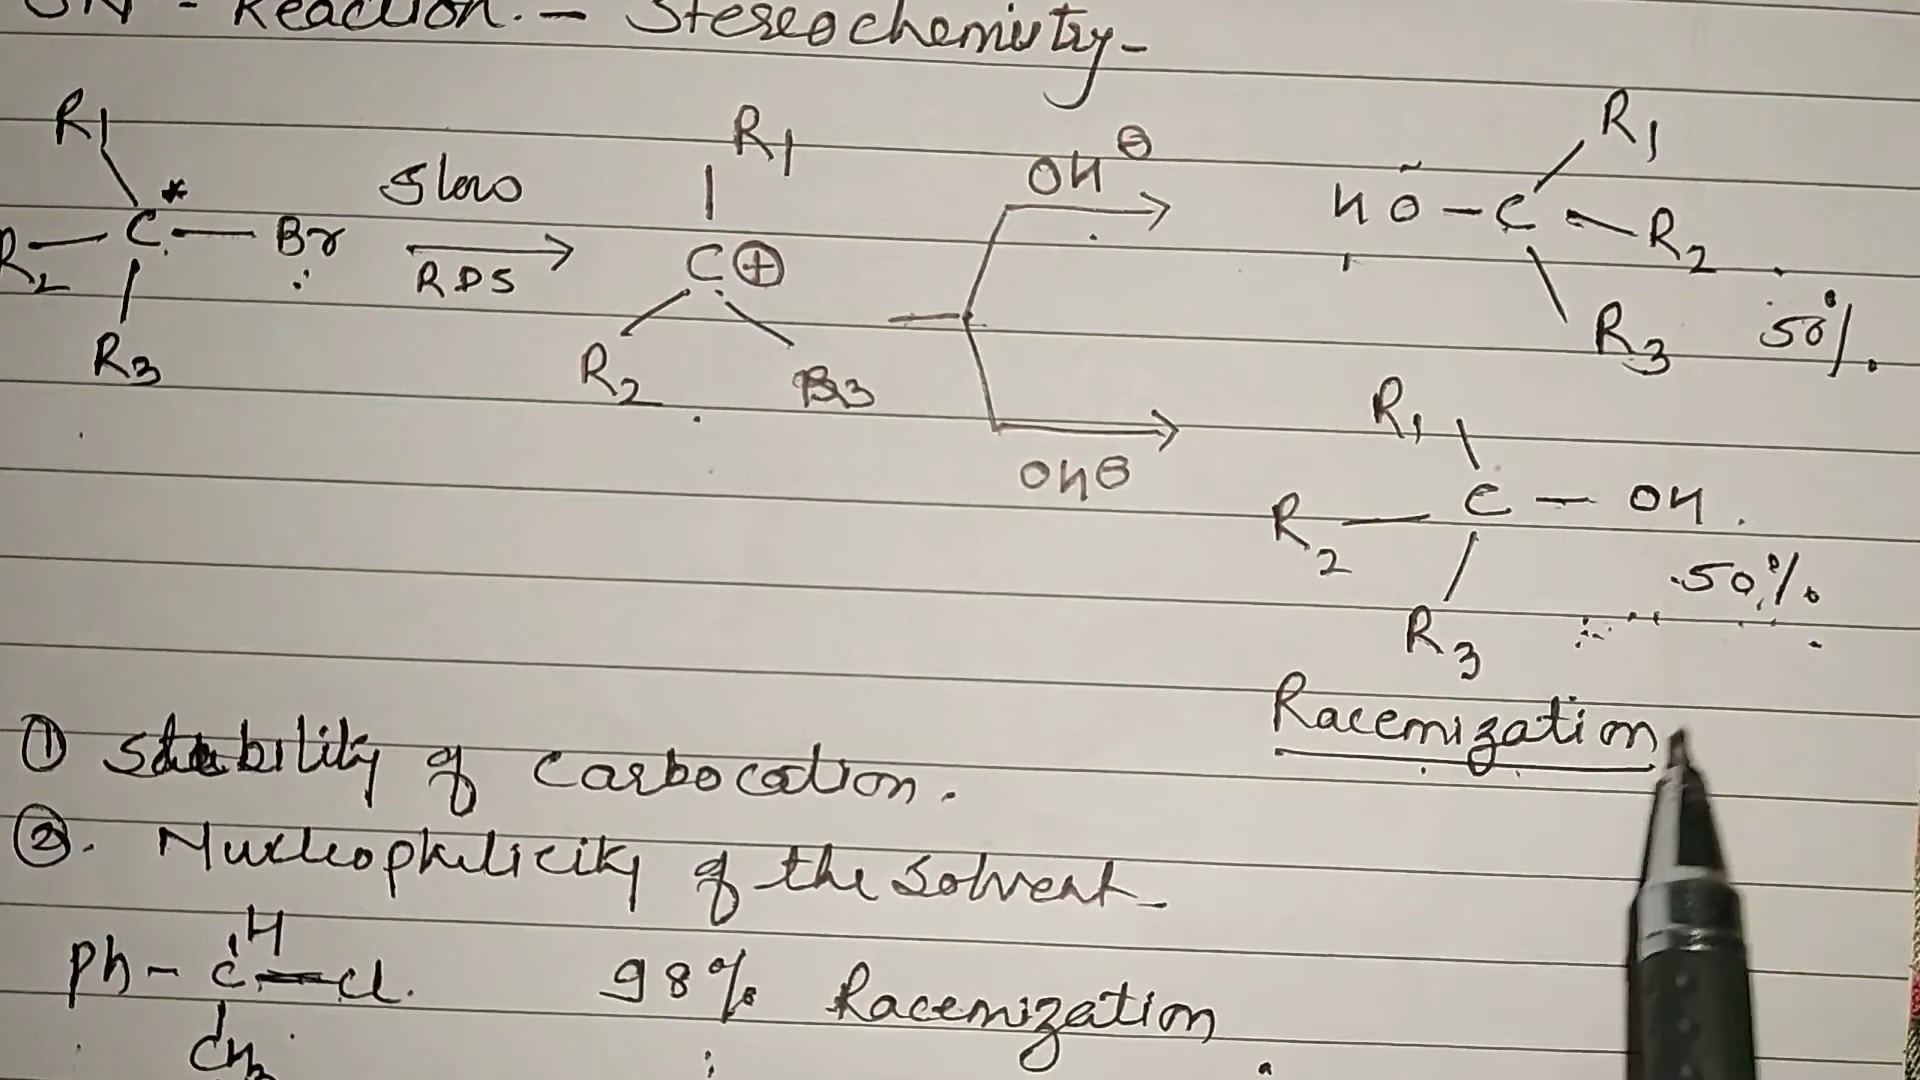 SN - Reaction. - Stereochemistry -
R1
C* - Br
R2
R3
Slow
RDS
R1
C⊕
R2
R3
OH⊖
OH⊖
HO - C
R1
R2
R3
50%.
R1
R2 - C - OH.
R3
50%.
Racemization
① Stability of Carbocation.
②. Nucleophilicity of the Solvent -
H
Ph - C - Cl.
CH3
98% Racemization